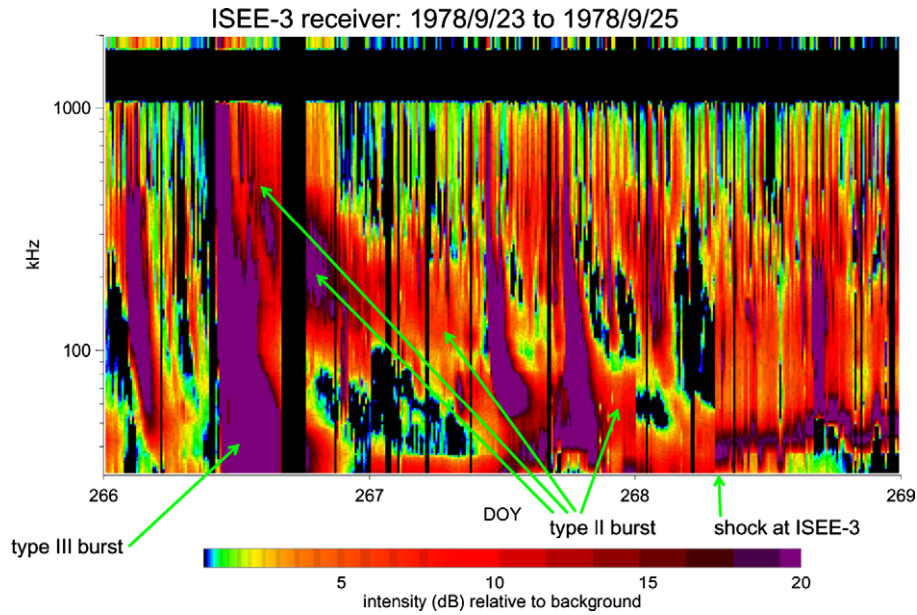 ISEE-3 receiver: 1978/9/23 to 1978/9/25
1000
kHz
100
266
267
268
269
DOY
type III burst
type II burst
shock at ISEE-3
5
10
15
20
intensity (dB) relative to background